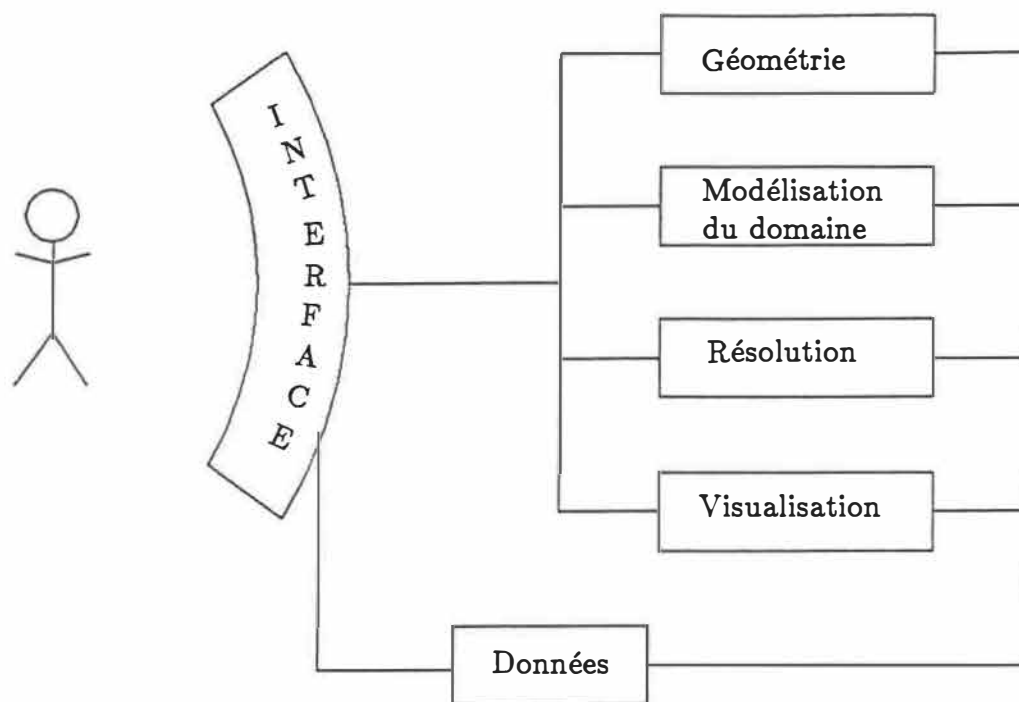 INTERFACE
Géométrie
Modélisation
du domaine
Résolution
Visualisation
Données